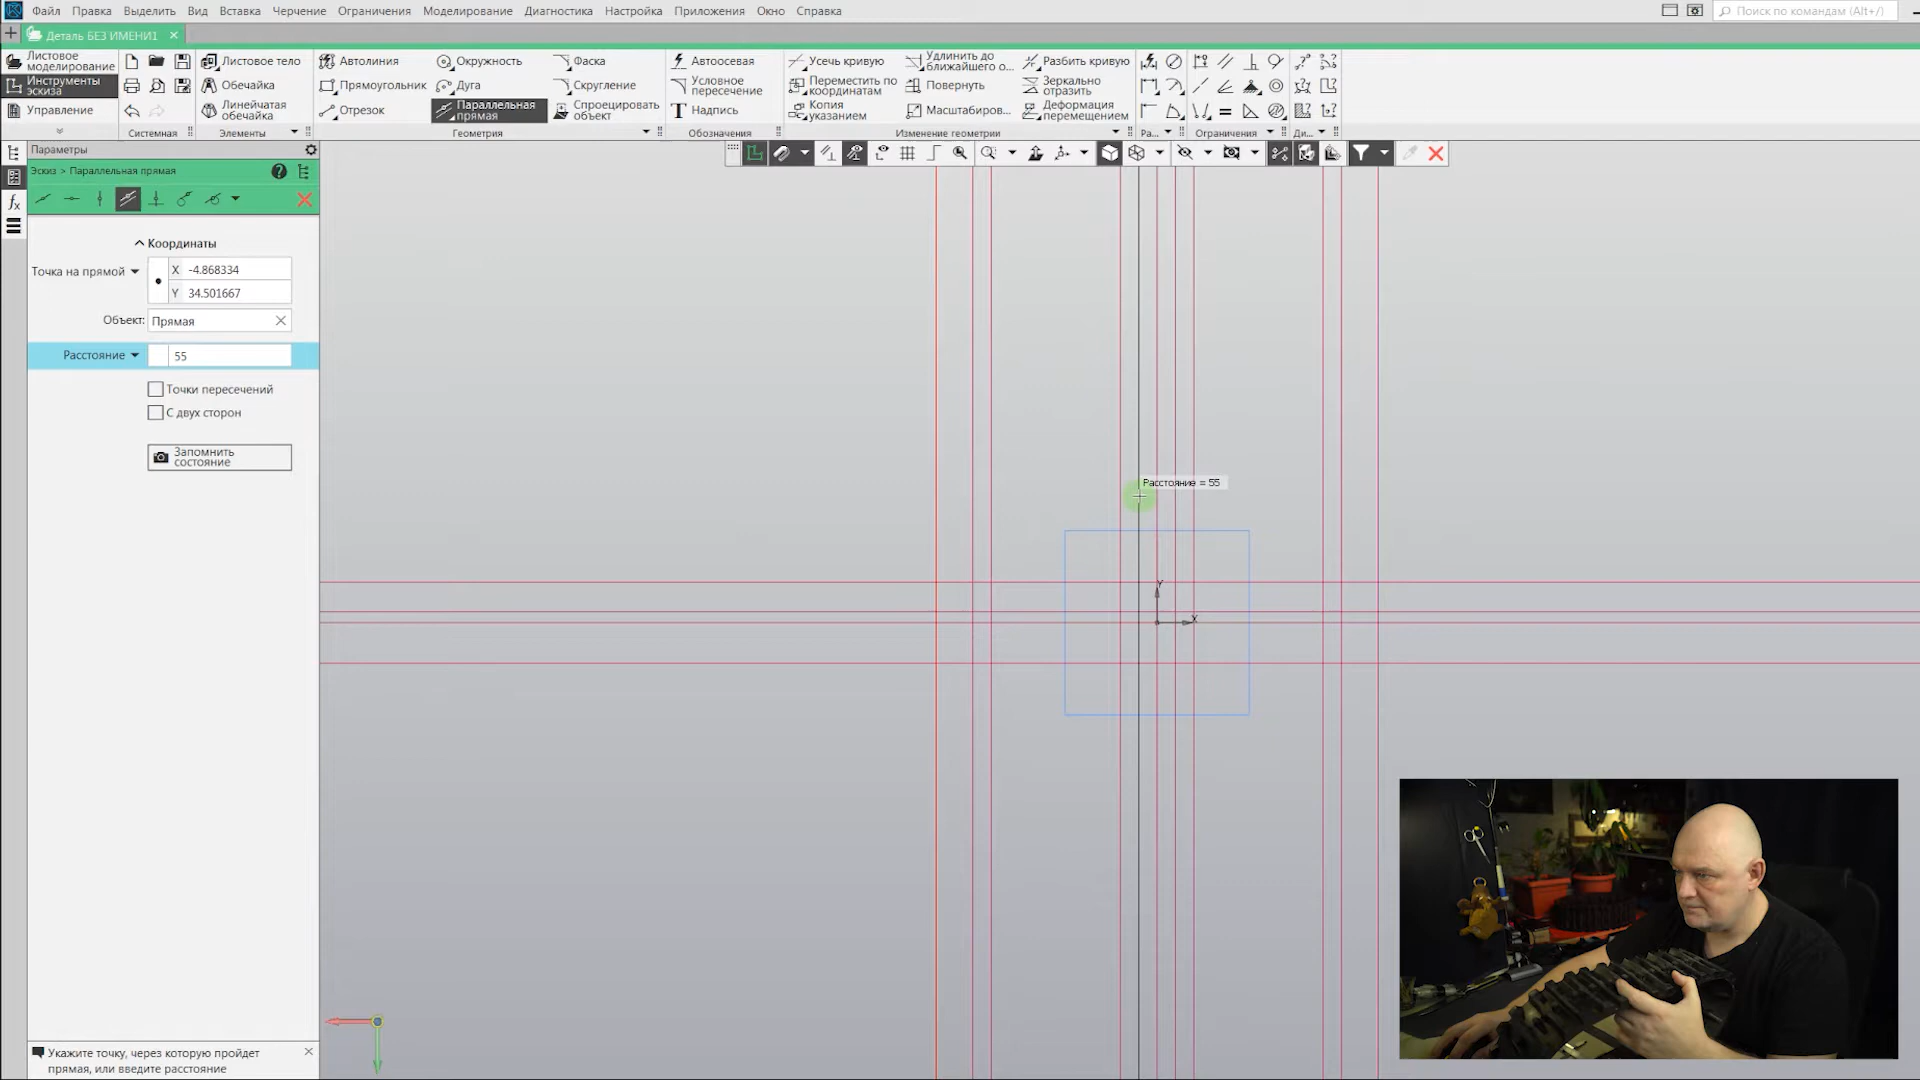 Файл Правка Выделить Вид Вставка Черчение Ограничения Моделирование Диагностика Настройка Приложения Окно Справка Поиск по командам (Alt+/)
Деталь БЕЗ ИМЕНИ1
Листовое моделирование
Инструменты эскиза
Управление
Системная
Листовое тело
Обечайка
Линейчатая обечайка
Элементы
Автолиния
Прямоугольник
Отрезок
Окружность
Дуга
Параллельная прямая
Фаска
Скругление
Спроецировать объект
Геометрия
Автоосевая
Условное пересечение
Надпись
Обозначения
Усечь кривую
Переместить по координатам
Копия указанием
Удлинить до ближайшего о...
Повернуть
Масштабиров...
Разбить кривую
Зеркально отразить
Деформация перемещением
Изменение геометрии
Ра...
Ограничения
Ди...
Параметры
Эскиз > Параллельная прямая
Координаты
Точка на прямой
X -4.868334
Y 34.501667
Объект: Прямая
Расстояние 55
Точки пересечений
С двух сторон
Запомнить
состояние
Расстояние = 55
Y
X
Укажите точку, через которую пройдет
прямая, или введите расстояние